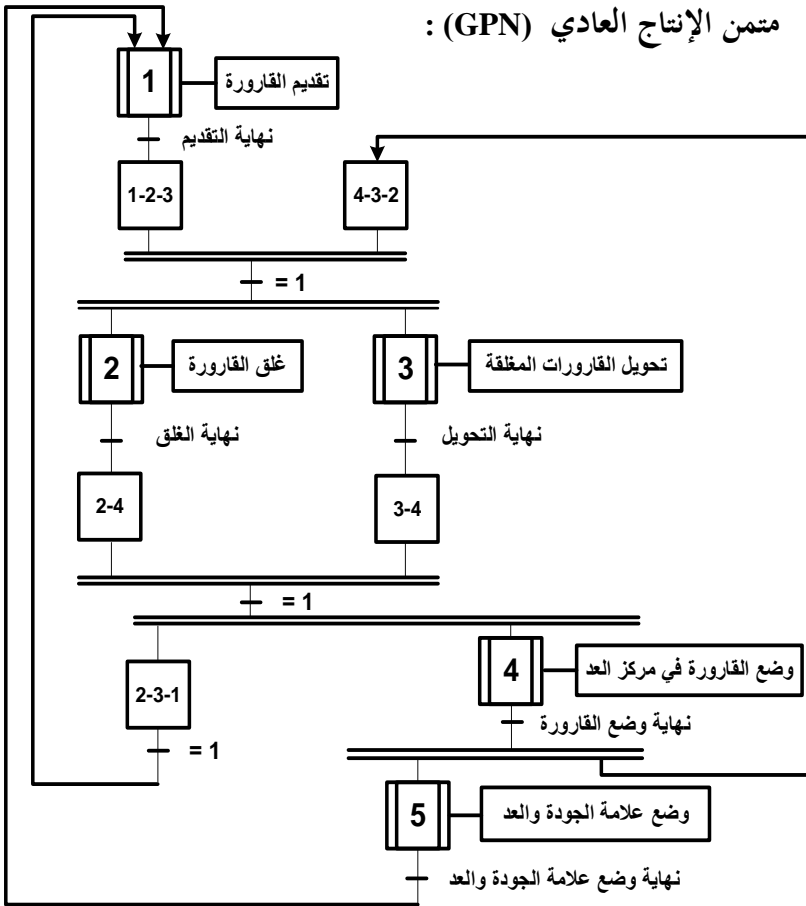 متمن الإنتاج العادي (GPN) :
1
تقديم القارورة
نهاية التقديم
1-2-3
4-3-2
= 1
2
غلق القارورة
3
تحويل القارورات المغلقة
نهاية الغلق
نهاية التحويل
2-4
3-4
= 1
2-3-1
4
وضع القارورة في مركز العد
= 1
نهاية وضع القارورة
5
وضع علامة الجودة والعد
نهاية وضع علامة الجودة والعد